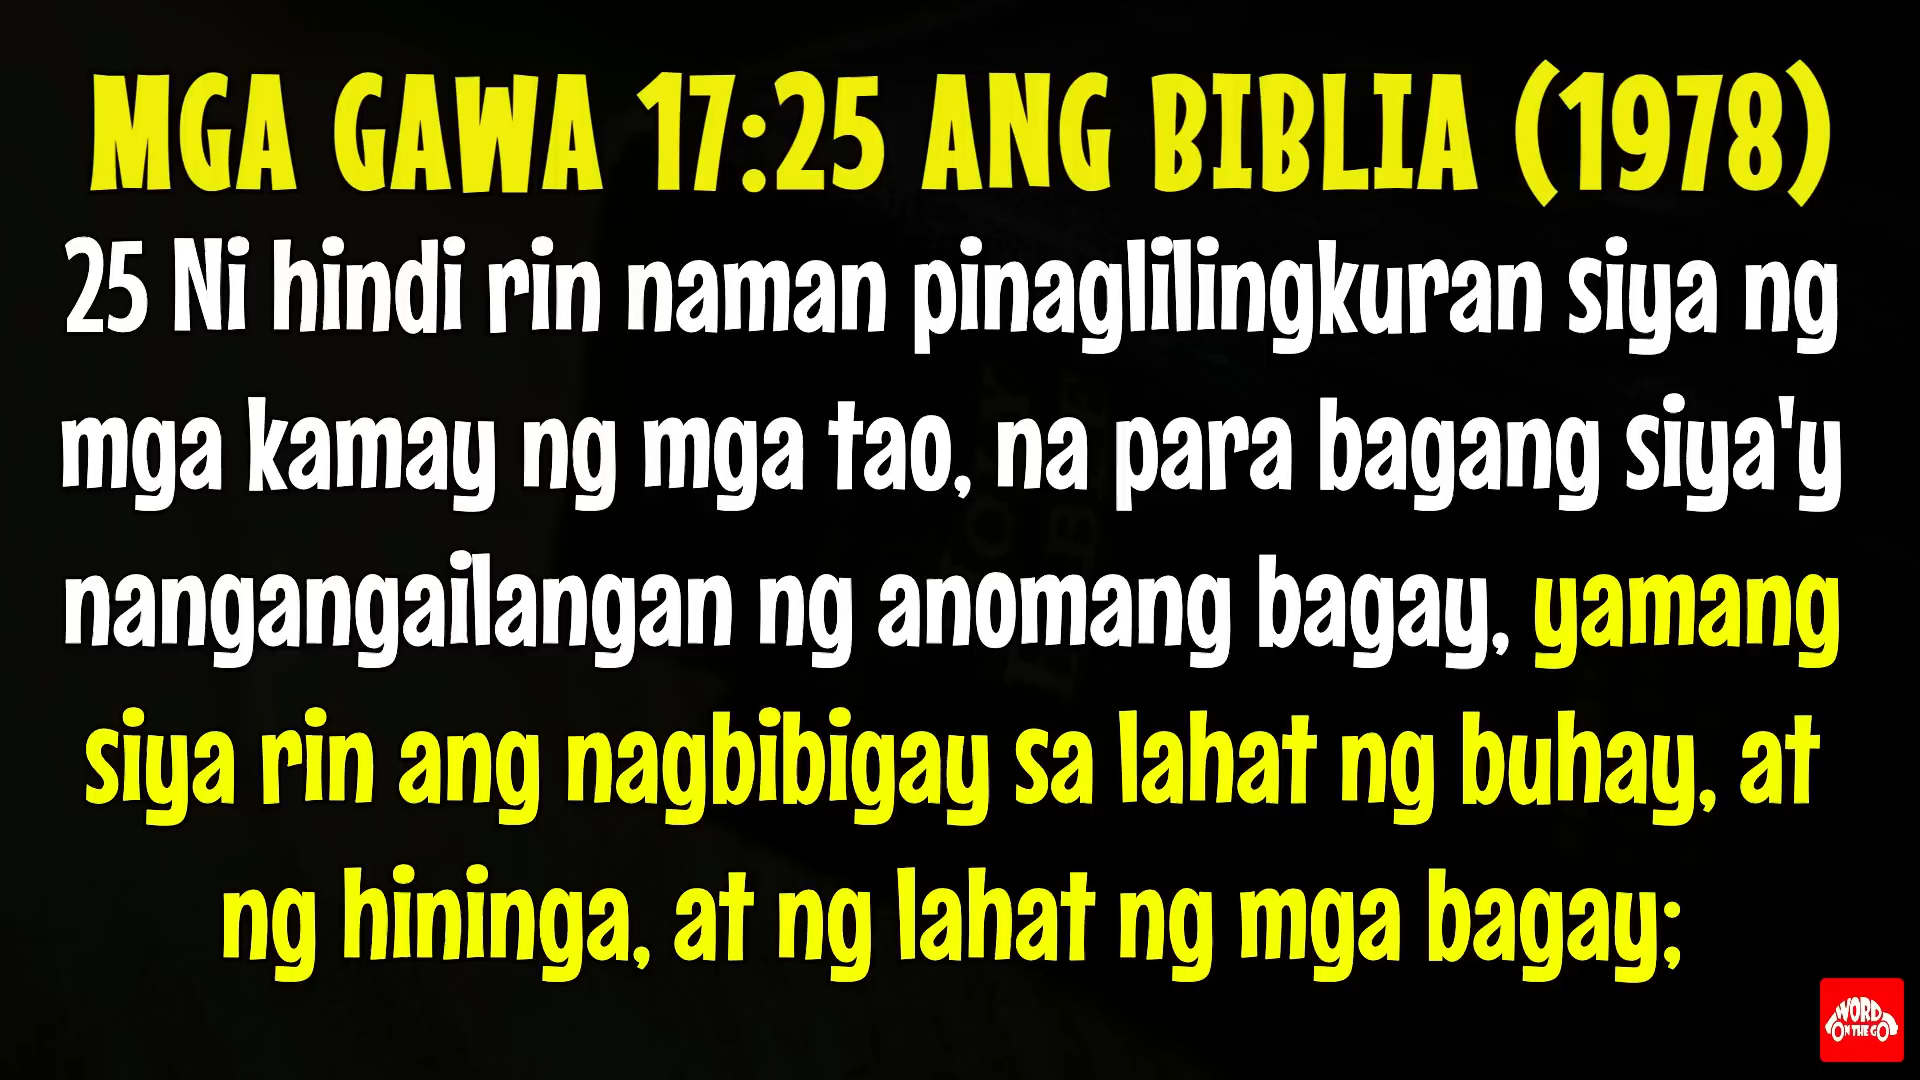 MGA GAWA 17:25 ANG BIBLIA (1978)
25 Ni hindi rin naman pinaglilingkuran siya ng
mga kamay ng mga tao, na para bagang siya'y
nangangailangan ng anomang bagay, yamang
siya rin ang nagbibigay sa lahat ng buhay, at
ng hininga, at ng lahat ng mga bagay;
HOLY
BIBLE
WORD
ON THE GO